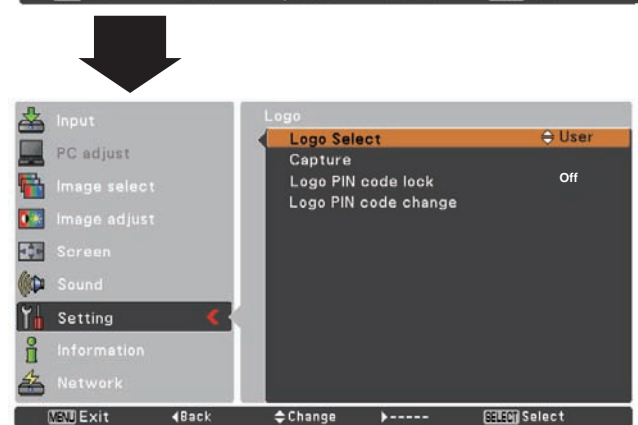 Input
PC adjust
Image select
Image adjust
Screen
Sound
Setting
Information
Network
Logo
Logo Select User
Capture
Logo PIN code lock Off
Logo PIN code change
MENU Exit Back Change ----- SELECT Select